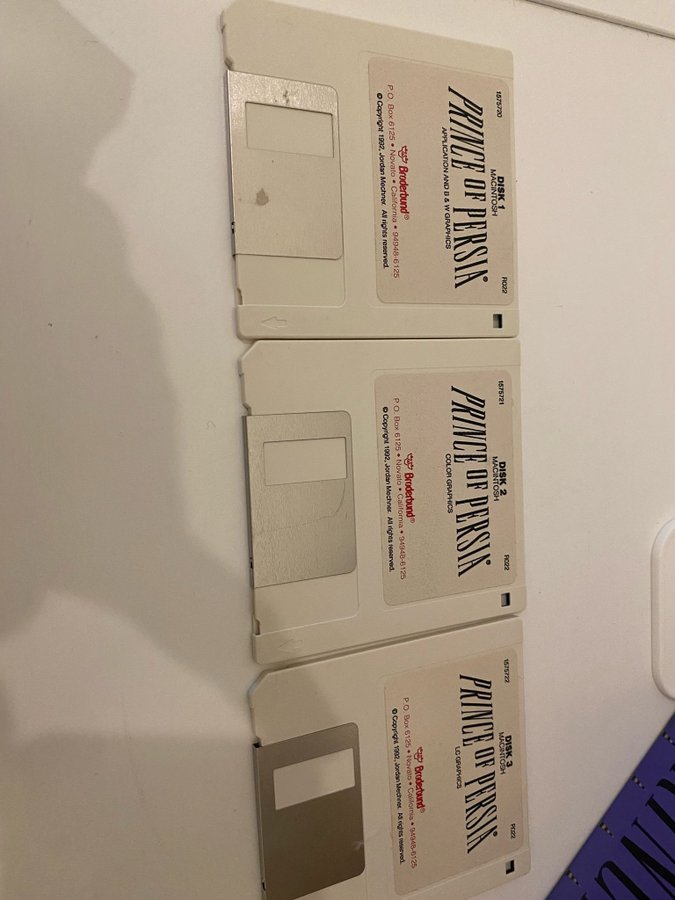 1575720
R022
DISK 1
MACINTOSH
PRINCE OF PERSIA®
APPLICATION AND B & W GRAPHICS
Brøderbund®
P.O. Box 6125 • Novato • California • 94948-6125
© Copyright 1992, Jordan Mechner. All rights reserved.
1575721
R022
DISK 2
MACINTOSH
PRINCE OF PERSIA®
COLOR GRAPHICS
Brøderbund®
P.O. Box 6125 • Novato • California • 94948-6125
© Copyright 1992, Jordan Mechner. All rights reserved.
1575722
R022
DISK 3
MACINTOSH
PRINCE OF PERSIA®
LC GRAPHICS
Brøderbund®
P.O. Box 6125 • Novato • California • 94948-6125
© Copyright 1992, Jordan Mechner. All rights reserved.